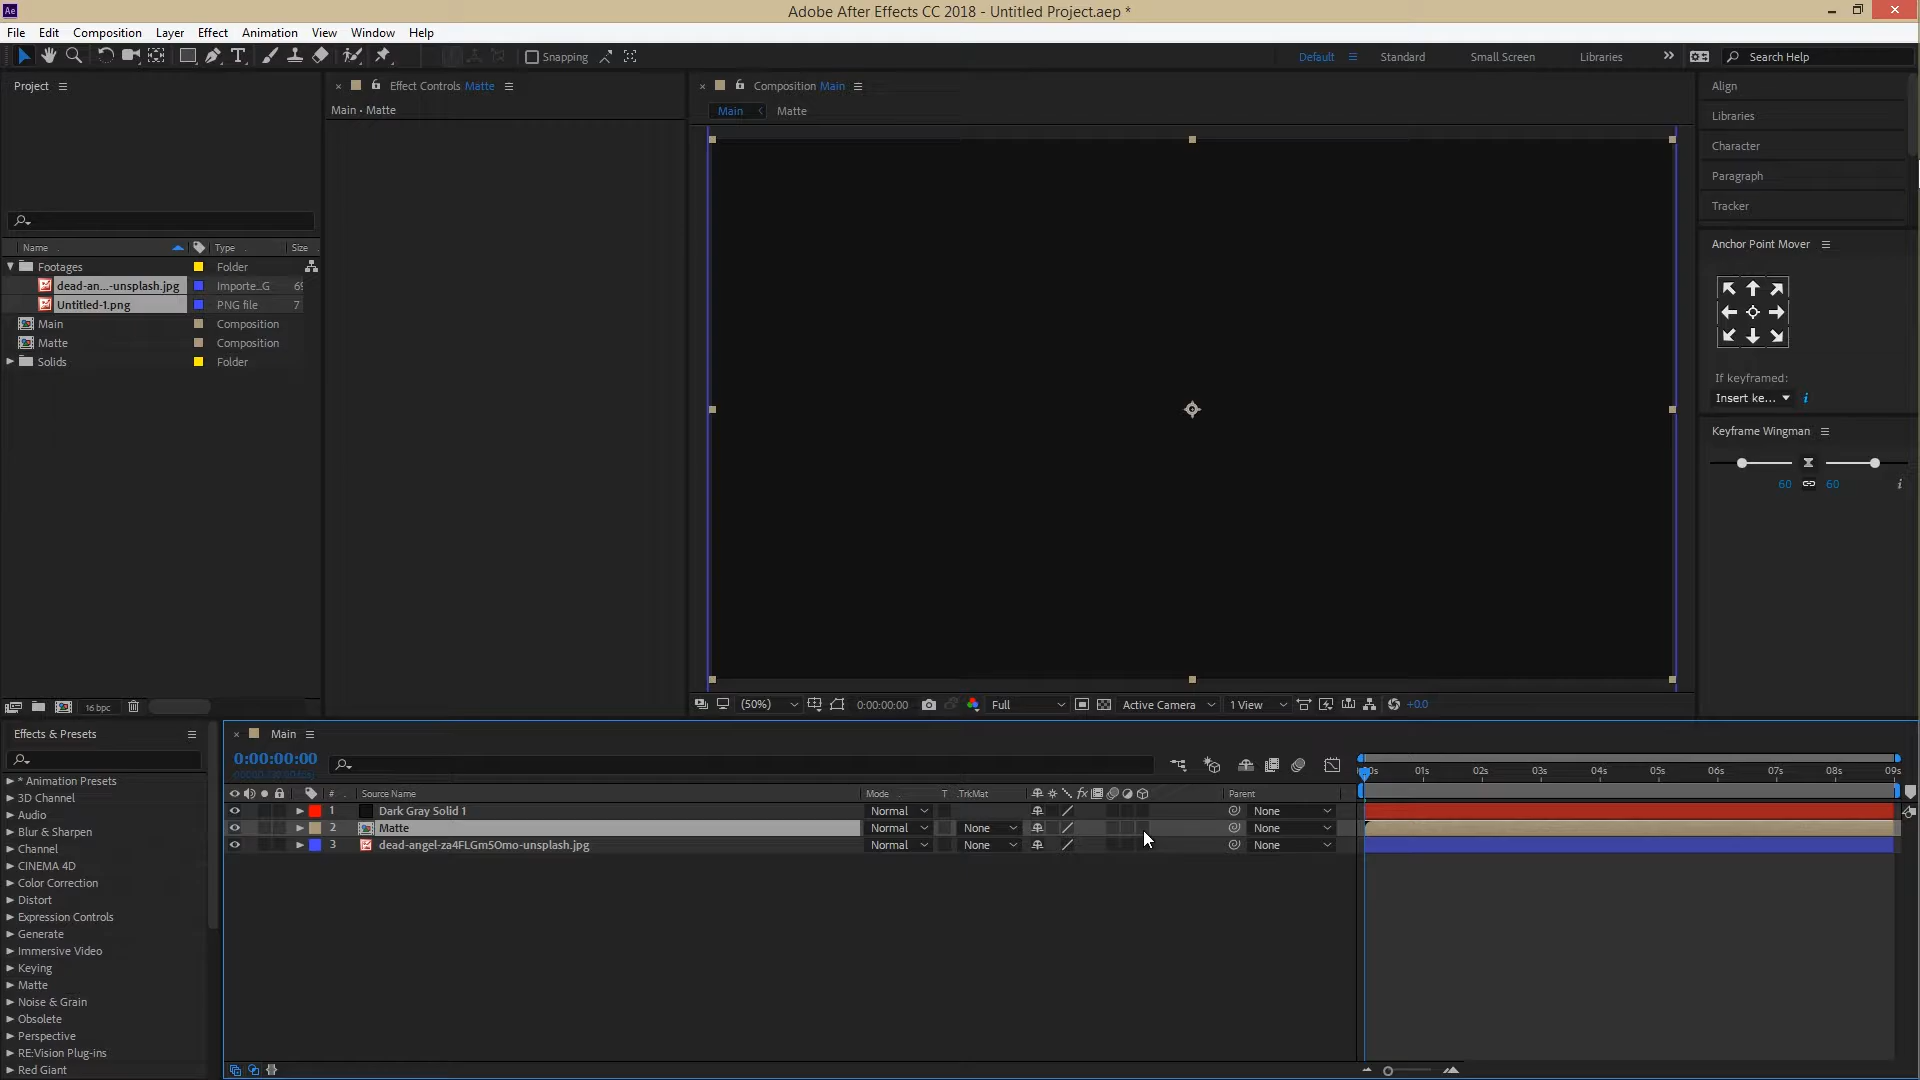 Adobe After Effects CC 2018 - Untitled Project.aep *
File Edit Composition Layer Effect Animation View Window Help
Snapping
Default Standard Small Screen Libraries Search Help
Project
Effect Controls Matte
Composition Main
Align
Main • Matte
Main Matte
Libraries
Character
Paragraph
Tracker
Anchor Point Mover
Name Type Size
Footages Folder
dead-an...-unsplash.jpg Importe...G 69
Untitled-1.png PNG file 7
Main Composition
Matte Composition
Solids Folder
If keyframed:
Insert ke...
Keyframe Wingman
60 60
16 bpc
(50%) 0:00:00:00 Full Active Camera 1 View +0.0
Effects & Presets
Main
0:00:00:00
* Animation Presets
3D Channel
Audio
Blur & Sharpen
Channel
CINEMA 4D
Color Correction
Distort
Expression Controls
Generate
Immersive Video
Keying
Matte
Noise & Grain
Obsolete
Perspective
RE:Vision Plug-ins
Red Giant
01s 02s 03s 04s 05s 06s 07s 08s 09s
# Source Name Mode T TrkMat Parent
1 Dark Gray Solid 1 Normal None
2 Matte Normal None None
3 dead-angel-za4FLGm5Omo-unsplash.jpg Normal None None